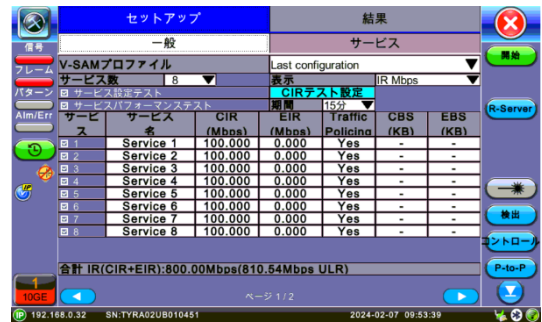 セットアップ 結果
一般 サービス
信号
フレーム
パターン
Alm/Err
V-SAMプロファイル Last configuration
サービス数 8 表示 IR Mbps
サービス設定テスト CIRテスト設定
サービスパフォーマンステスト 期間 15分
サービス サービス名 CIR (Mbps) EIR (Mbps) Traffic Policing CBS (KB) EBS (KB)
1 Service 1 100.000 0.000 Yes - -
2 Service 2 100.000 0.000 Yes - -
3 Service 3 100.000 0.000 Yes - -
4 Service 4 100.000 0.000 Yes - -
5 Service 5 100.000 0.000 Yes - -
6 Service 6 100.000 0.000 Yes - -
7 Service 7 100.000 0.000 Yes - -
8 Service 8 100.000 0.000 Yes - -
合計 IR(CIR+EIR):800.00Mbps(810.54Mbps ULR)
ページ 1/2
開始
R-Server
検出
コントロール
P-to-P
1
10GE
IP 192.168.0.32 SN:TYRA02UB010451 2024-02-07 09:53:39